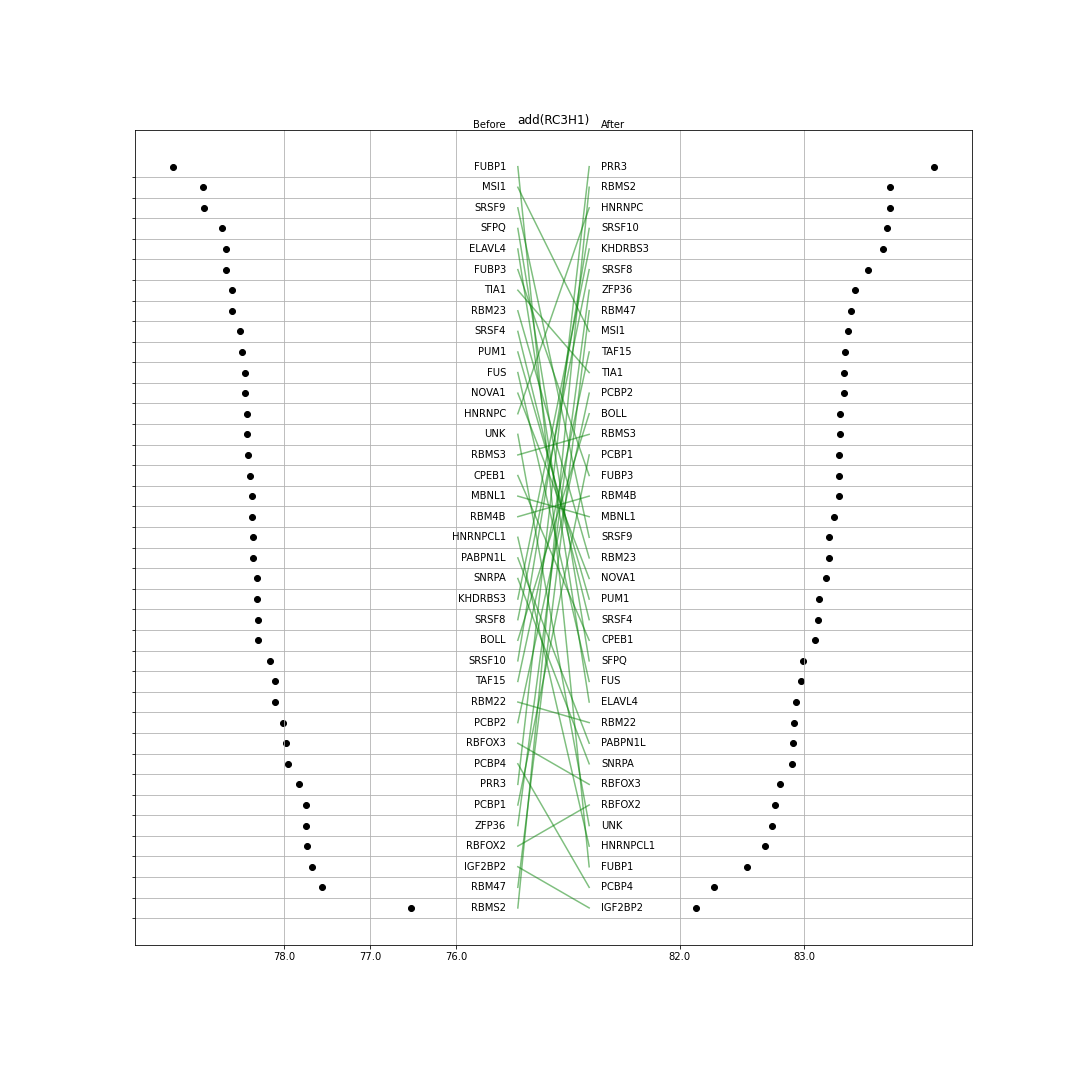 add(RC3H1)
Before After
FUBP1 PRR3
MSI1 RBMS2
SRSF9 HNRNPC
SFPQ SRSF10
ELAVL4 KHDRBS3
FUBP3 SRSF8
TIA1 ZFP36
RBM23 RBM47
SRSF4 MSI1
PUM1 TAF15
FUS TIA1
NOVA1 PCBP2
HNRNPC BOLL
UNK RBMS3
RBMS3 PCBP1
CPEB1 FUBP3
MBNL1 RBM4B
RBM4B MBNL1
HNRNPCL1 SRSF9
PABPN1L RBM23
SNRPA NOVA1
KHDRBS3 PUM1
SRSF8 SRSF4
BOLL CPEB1
SRSF10 SFPQ
TAF15 FUS
RBM22 ELAVL4
PCBP2 RBM22
RBFOX3 PABPN1L
PCBP4 SNRPA
PRR3 RBFOX3
PCBP1 RBFOX2
ZFP36 UNK
RBFOX2 HNRNPCL1
IGF2BP2 FUBP1
RBM47 PCBP4
RBMS2 IGF2BP2
78.0 77.0 76.0 82.0 83.0